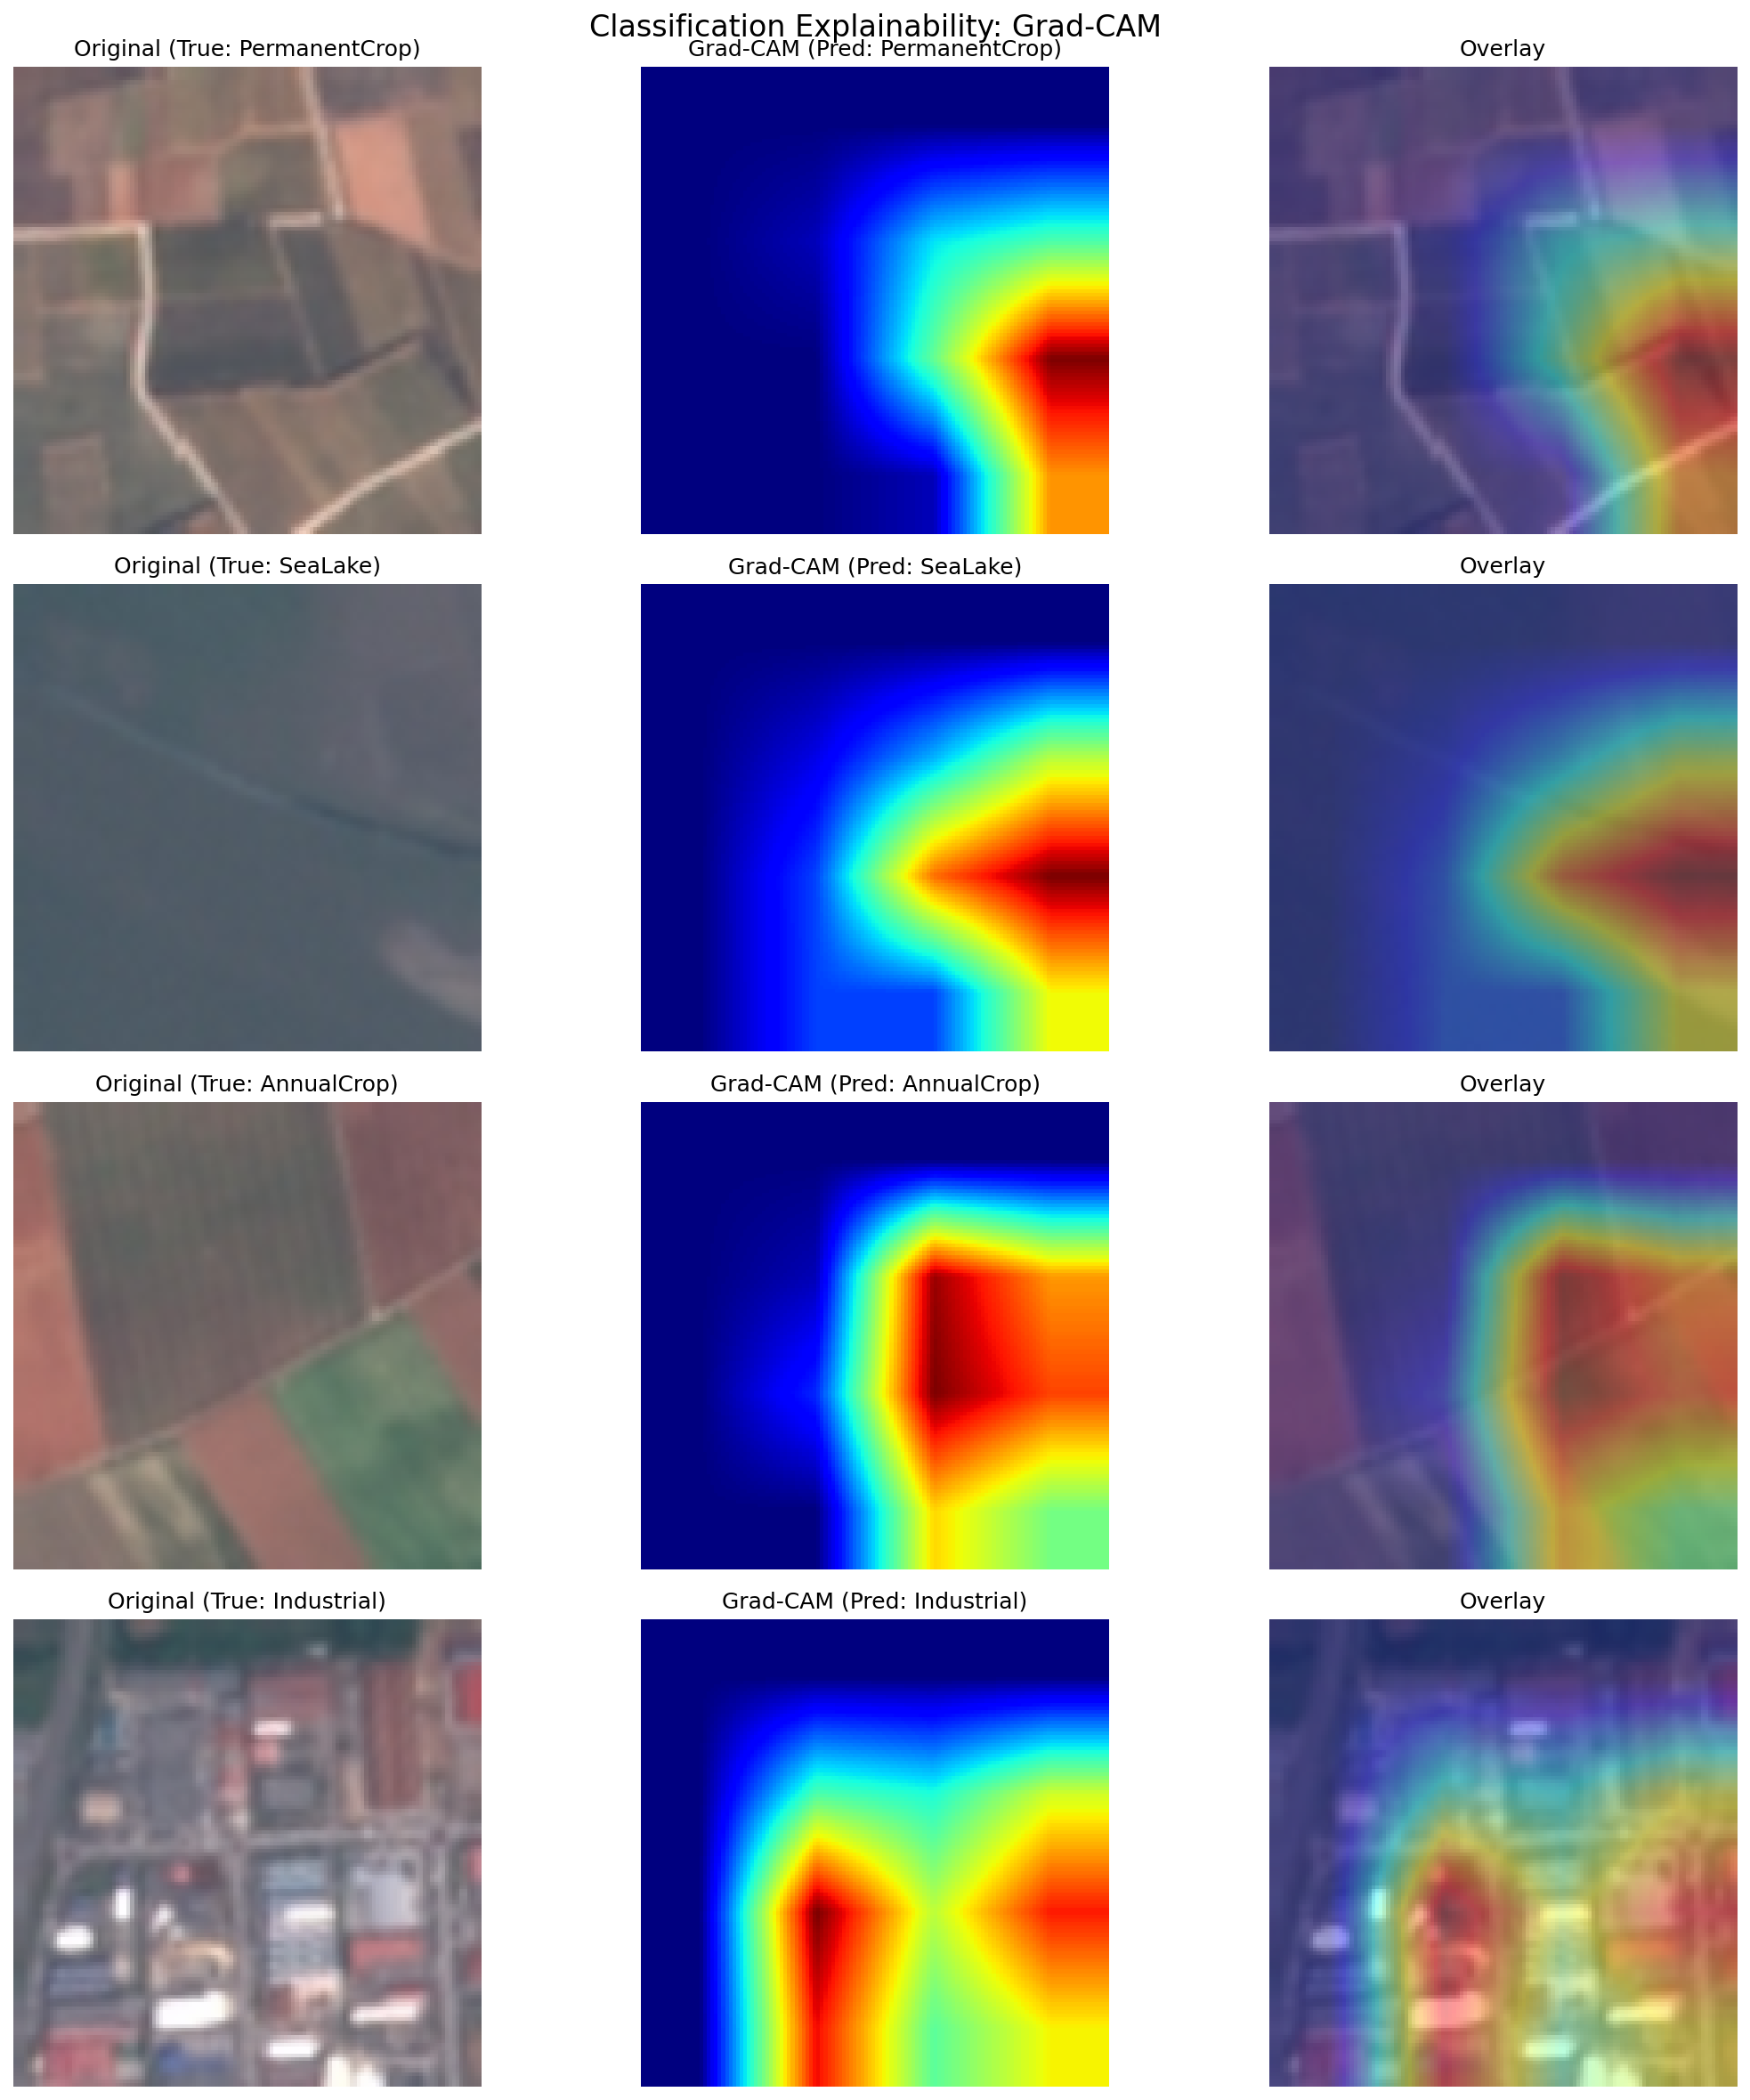 Classification Explainability: Grad-CAM
Original (True: PermanentCrop)
Grad-CAM (Pred: PermanentCrop)
Overlay
Original (True: SeaLake)
Grad-CAM (Pred: SeaLake)
Overlay
Original (True: AnnualCrop)
Grad-CAM (Pred: AnnualCrop)
Overlay
Original (True: Industrial)
Grad-CAM (Pred: Industrial)
Overlay